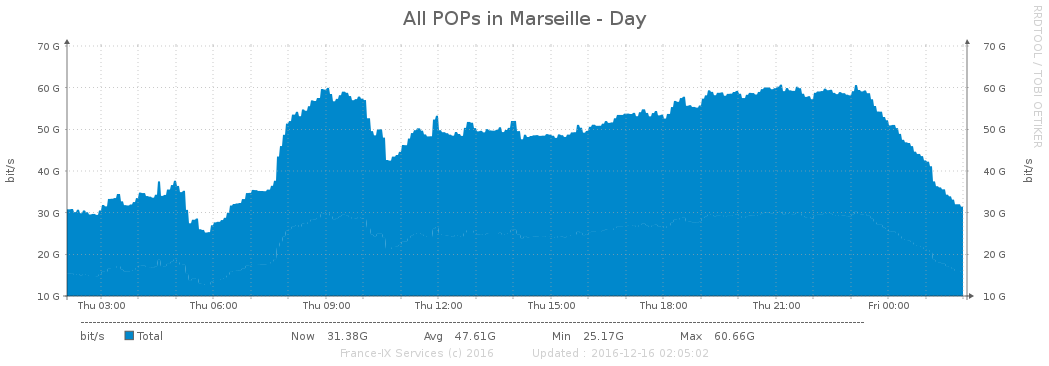 All POPs in Marseille - Day
RRDTOOL / TOBI OETIKER
70 G 70 G
60 G 60 G
50 G 50 G
40 G 40 G
30 G 30 G
20 G 20 G
10 G 10 G
bit/s
bit/s
Thu 03:00 Thu 06:00 Thu 09:00 Thu 12:00 Thu 15:00 Thu 18:00 Thu 21:00 Fri 00:00
bit/s Total Now 31.38G Avg 47.61G Min 25.17G Max 60.66G
France-IX Services (c) 2016 Updated : 2016-12-16 02:05:02